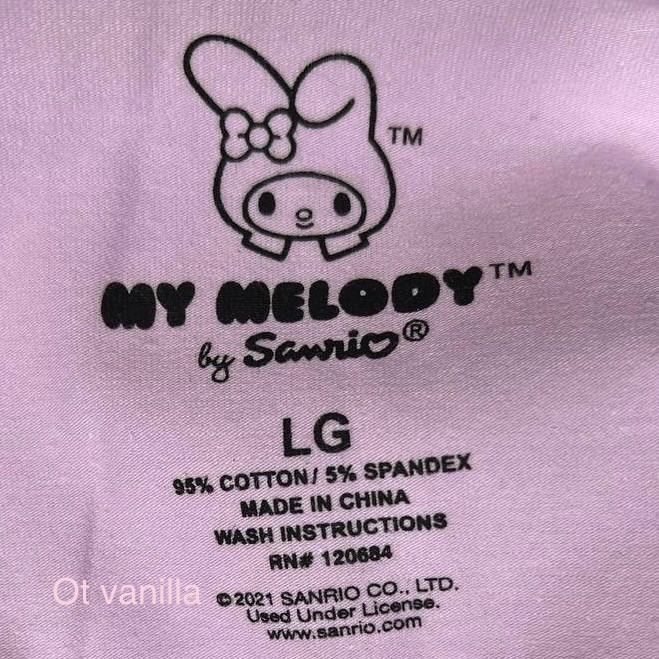 TM
MY MELODY™
by Sanrio®
LG
95% COTTON/ 5% SPANDEX
MADE IN CHINA
WASH INSTRUCTIONS
RN# 120684
Ot vanilla
©2021 SANRIO CO., LTD.
Used Under License.
www.sanrio.com